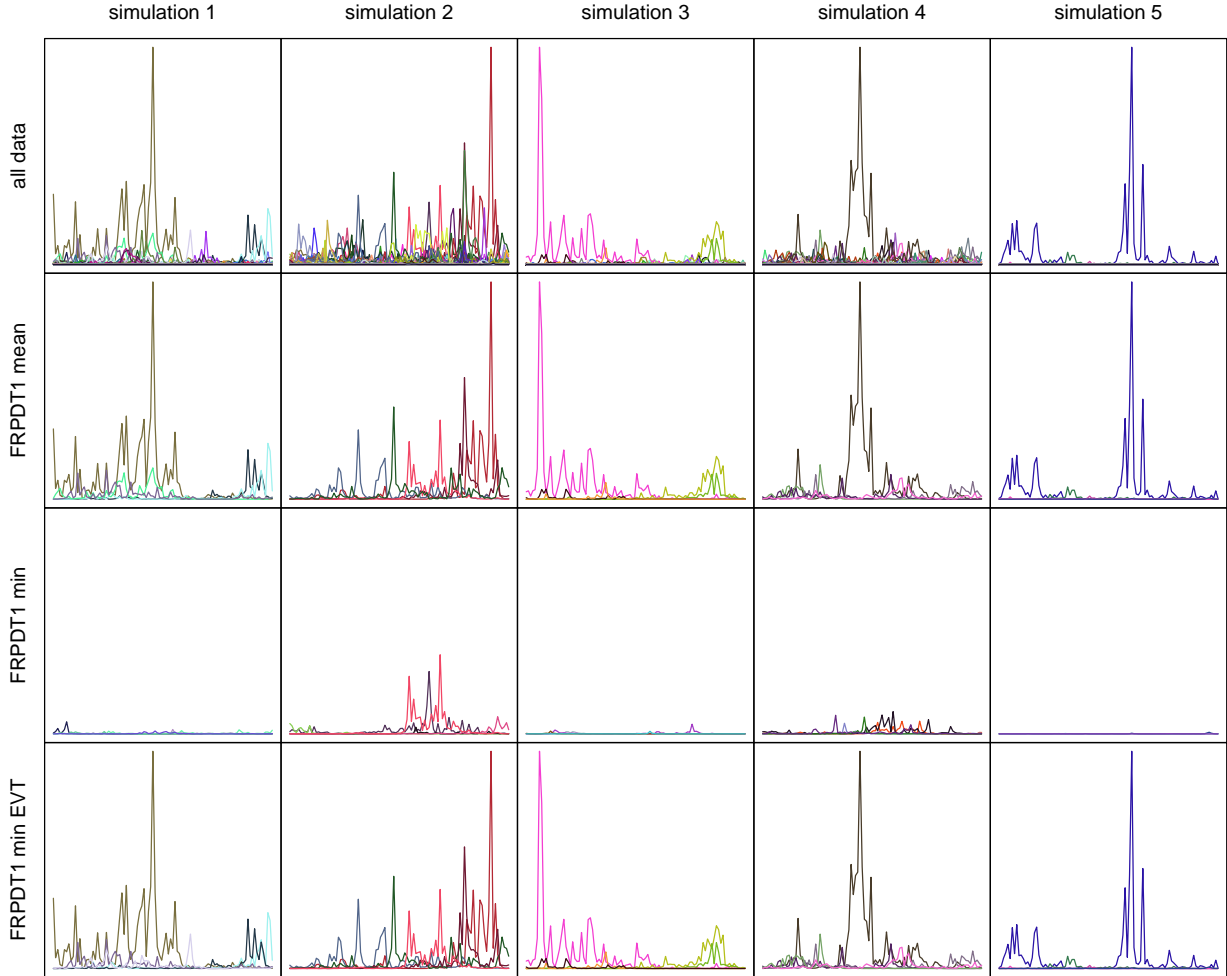 simulation 1
simulation 2
simulation 3
simulation 4
simulation 5
all data
FRPDT1 mean
FRPDT1 min
FRPDT1 min EVT